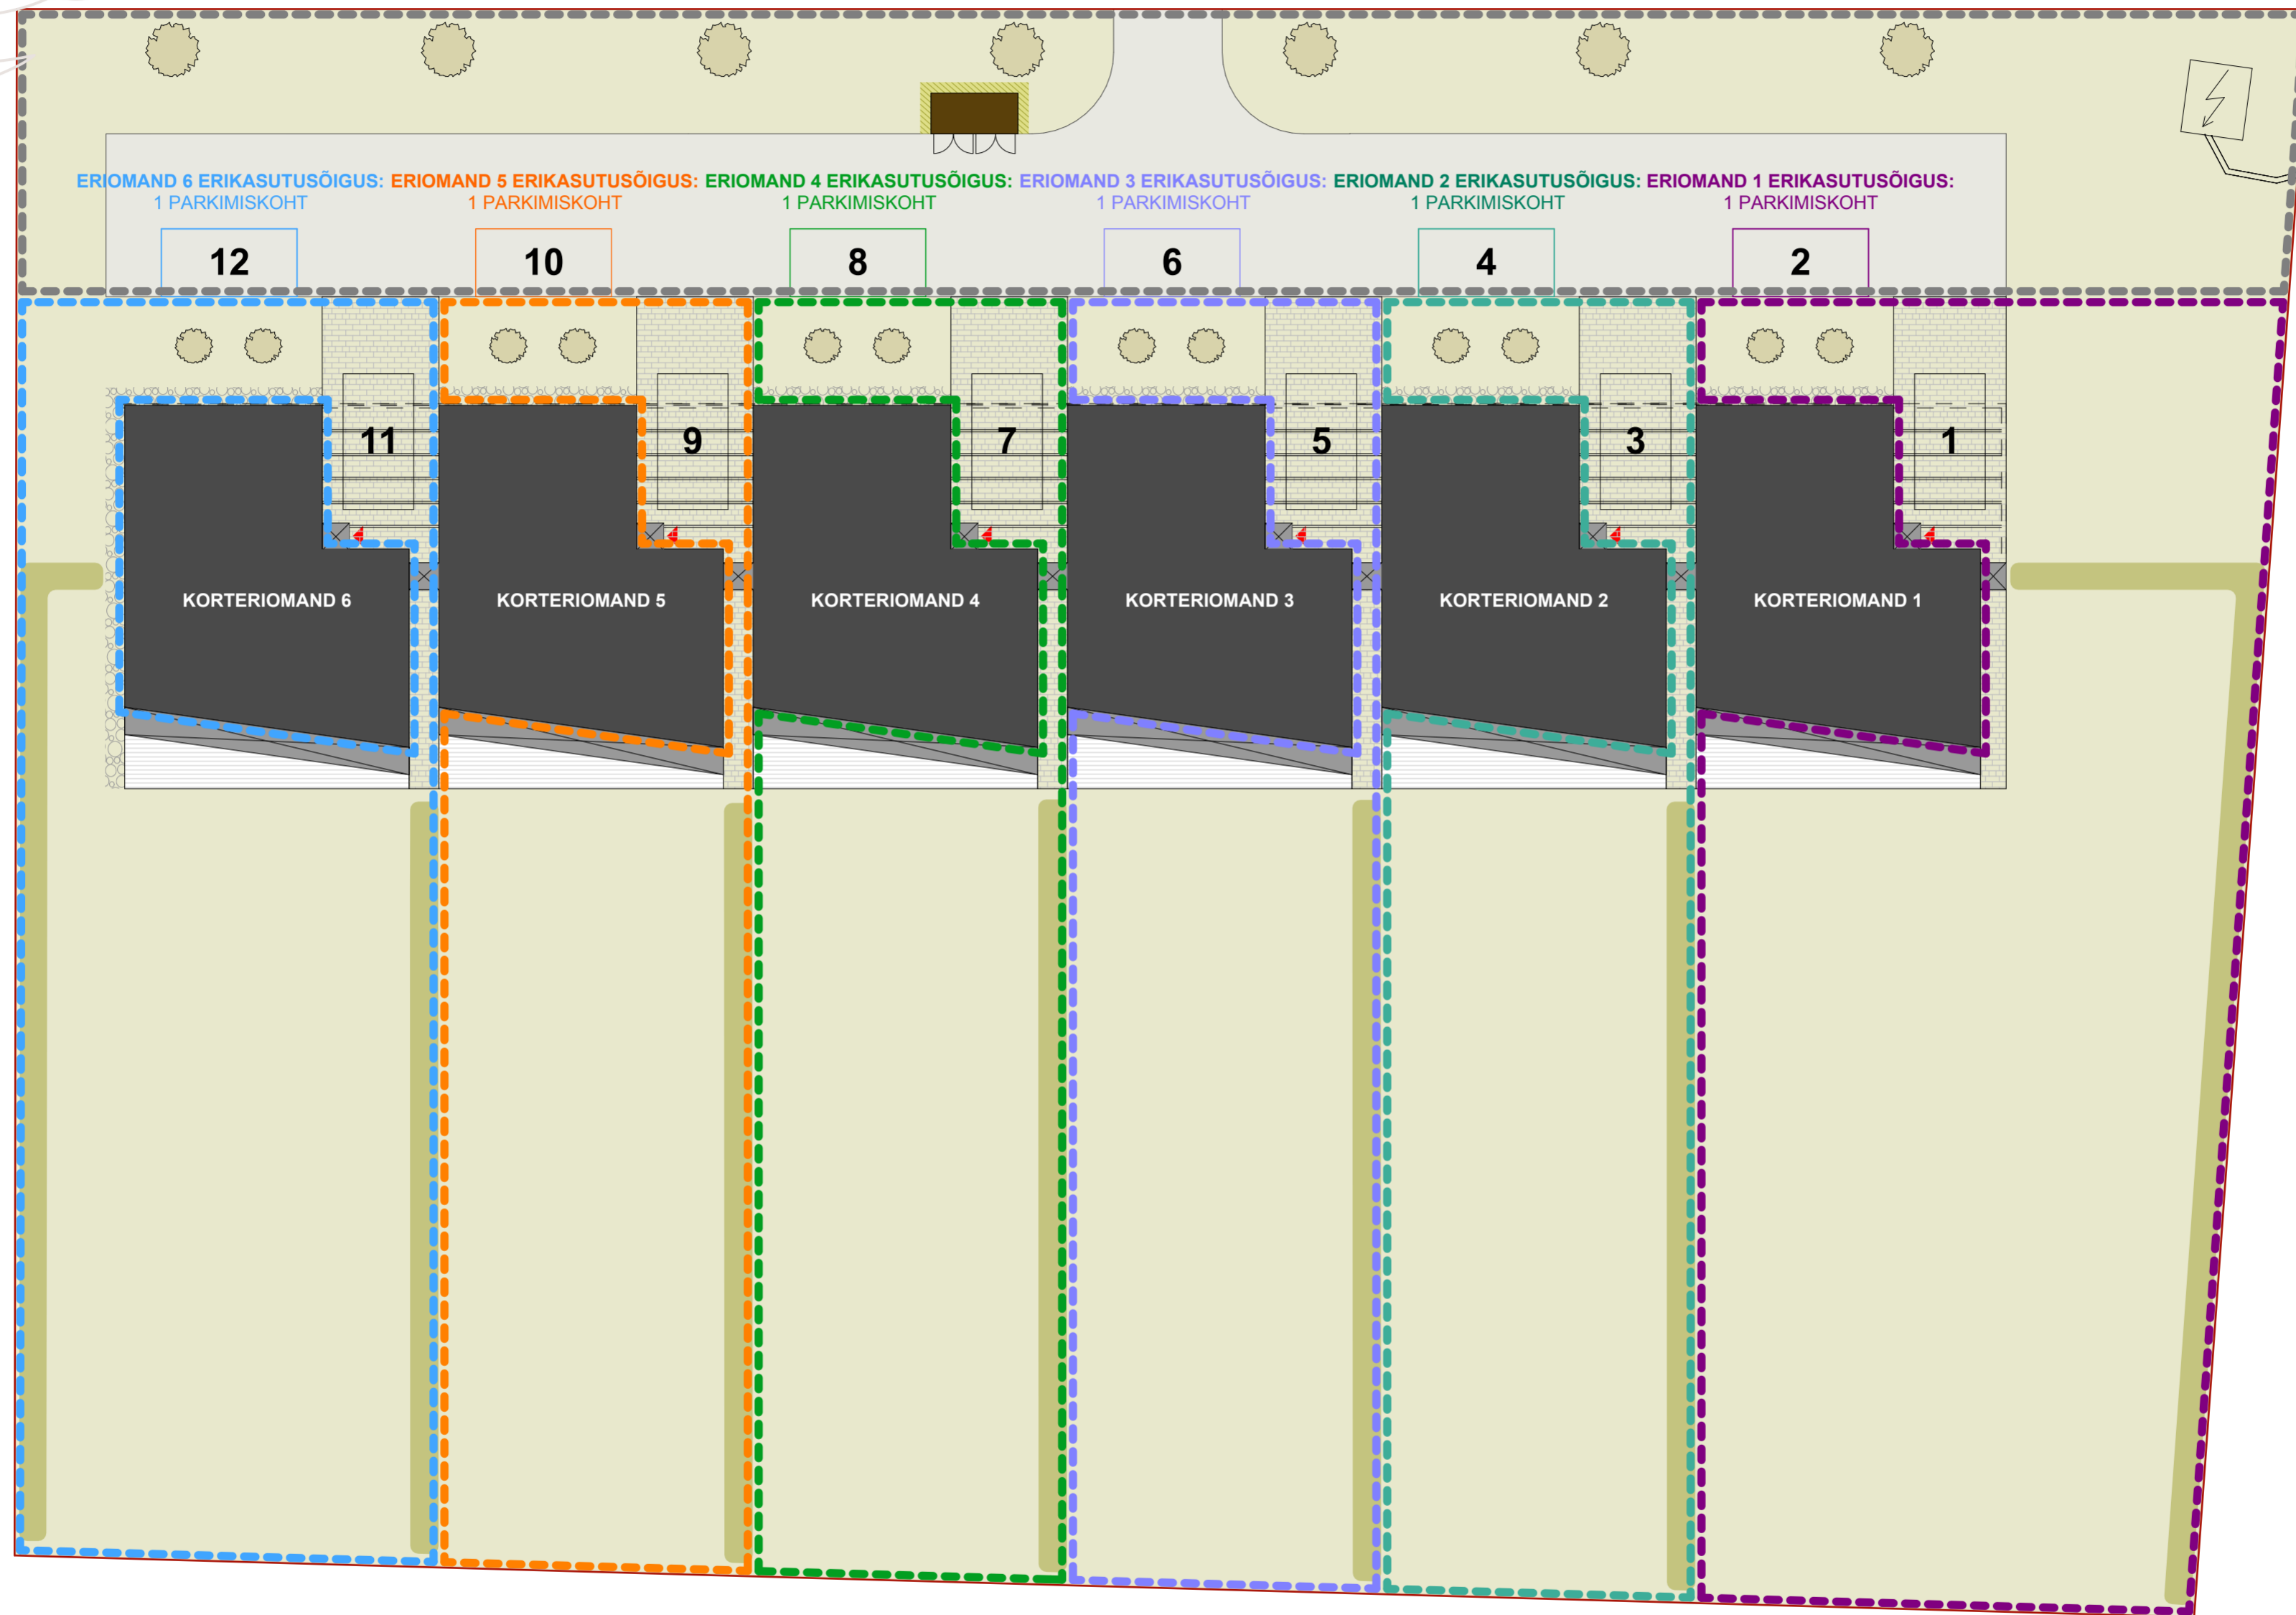 ERIOMAND 6 ERIKASUTUSÕIGUS: ERIOMAND 5 ERIKASUTUSÕIGUS: ERIOMAND 4 ERIKASUTUSÕIGUS: ERIOMAND 3 ERIKASUTUSÕIGUS: ERIOMAND 2 ERIKASUTUSÕIGUS: ERIOMAND 1 ERIKASUTUSÕIGUS:
1 PARKIMISKOHT 1 PARKIMISKOHT 1 PARKIMISKOHT 1 PARKIMISKOHT 1 PARKIMISKOHT 1 PARKIMISKOHT
12 10 8 6 4 2
11 9 7 5 3 1
KORTERIOMAND 6 KORTERIOMAND 5 KORTERIOMAND 4 KORTERIOMAND 3 KORTERIOMAND 2 KORTERIOMAND 1